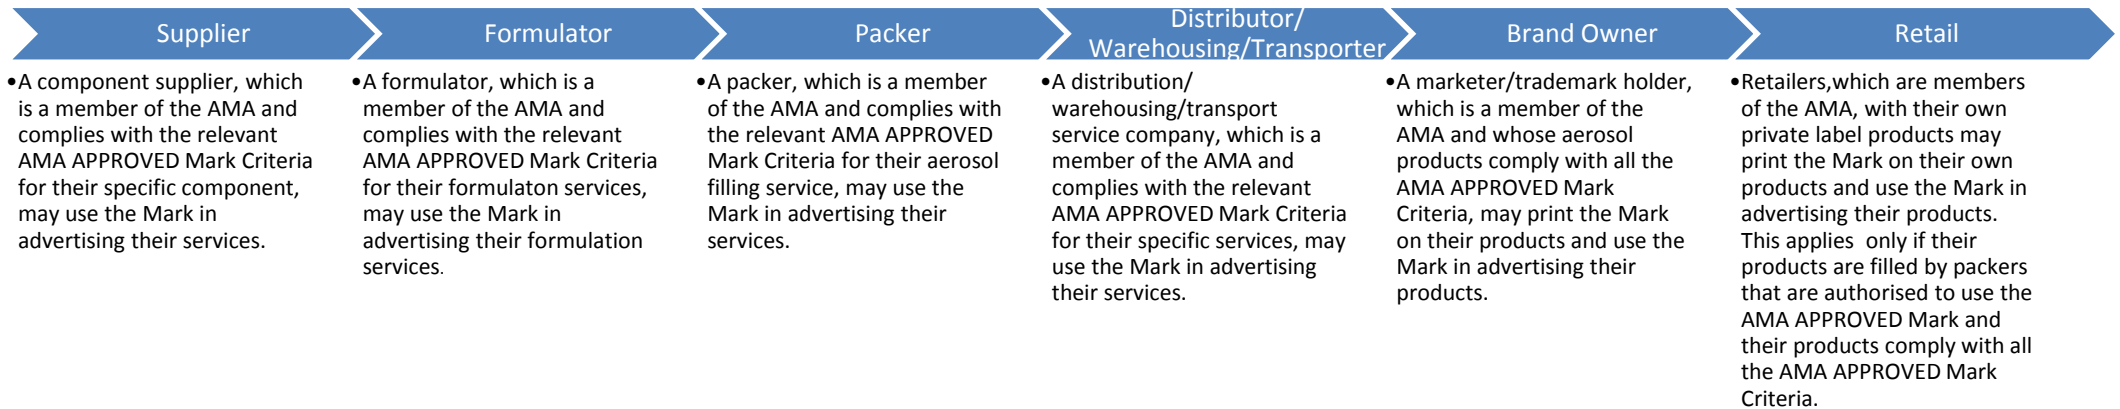 Supplier
•A component supplier, which
is a member of the AMA and
complies with the relevant
AMA APPROVED Mark Criteria
for their specific component,
may use the Mark in
advertising their services.
Formulator
•A formulator, which is a
member of the AMA and
complies with the relevant
AMA APPROVED Mark Criteria
for their formulaton services,
may use the Mark in
advertising their formulation
services.
Packer
•A packer, which is a member
of the AMA and complies with
the relevant AMA APPROVED
Mark Criteria for their aerosol
filling service, may use the
Mark in advertising their
services.
Distributor/
Warehousing/Transporter
•A distribution/
warehousing/transport
service company, which is a
member of the AMA and
complies with the relevant
AMA APPROVED Mark Criteria
for their specific services, may
use the Mark in advertising
their services.
Brand Owner
•A marketer/trademark holder,
which is a member of the
AMA and whose aerosol
products comply with all the
AMA APPROVED Mark
Criteria, may print the Mark
on their products and use the
Mark in advertising their
products.
Retail
•Retailers,which are members
of the AMA, with their own
private label products may
print the Mark on their own
products and use the Mark in
advertising their products.
This applies  only if their
products are filled by packers
that are authorised to use the
AMA APPROVED Mark and
their products comply with all
the AMA APPROVED Mark
Criteria.